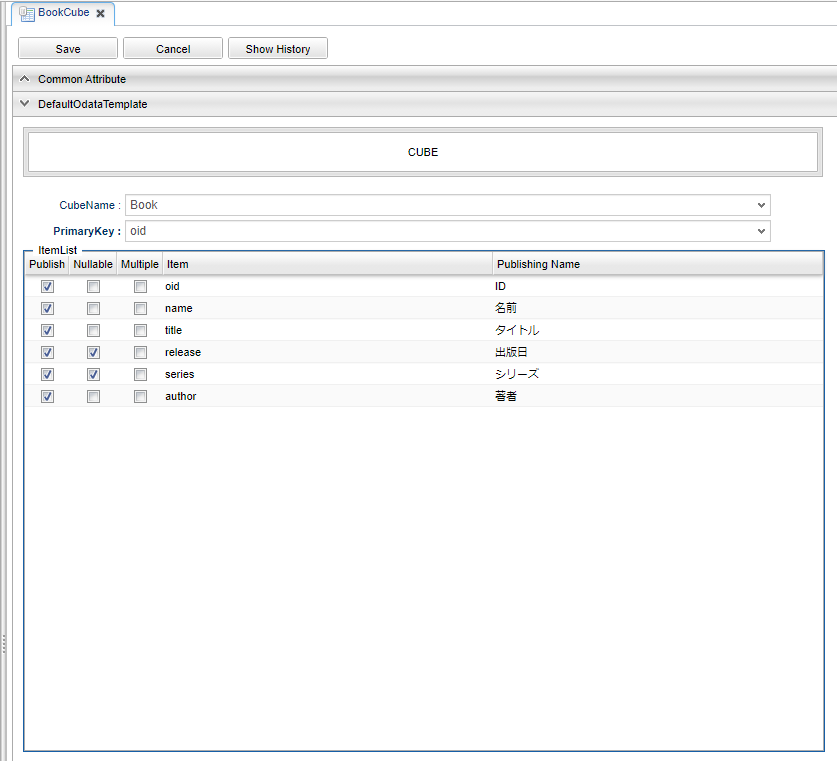 BookCube
Save Cancel Show History
Common Attribute
DefaultOdataTemplate
CUBE
CubeName : Book
PrimaryKey : oid
ItemList
Publish Nullable Multiple Item Publishing Name
oid ID
name 名前
title タイトル
release 出版日
series シリーズ
author 著者